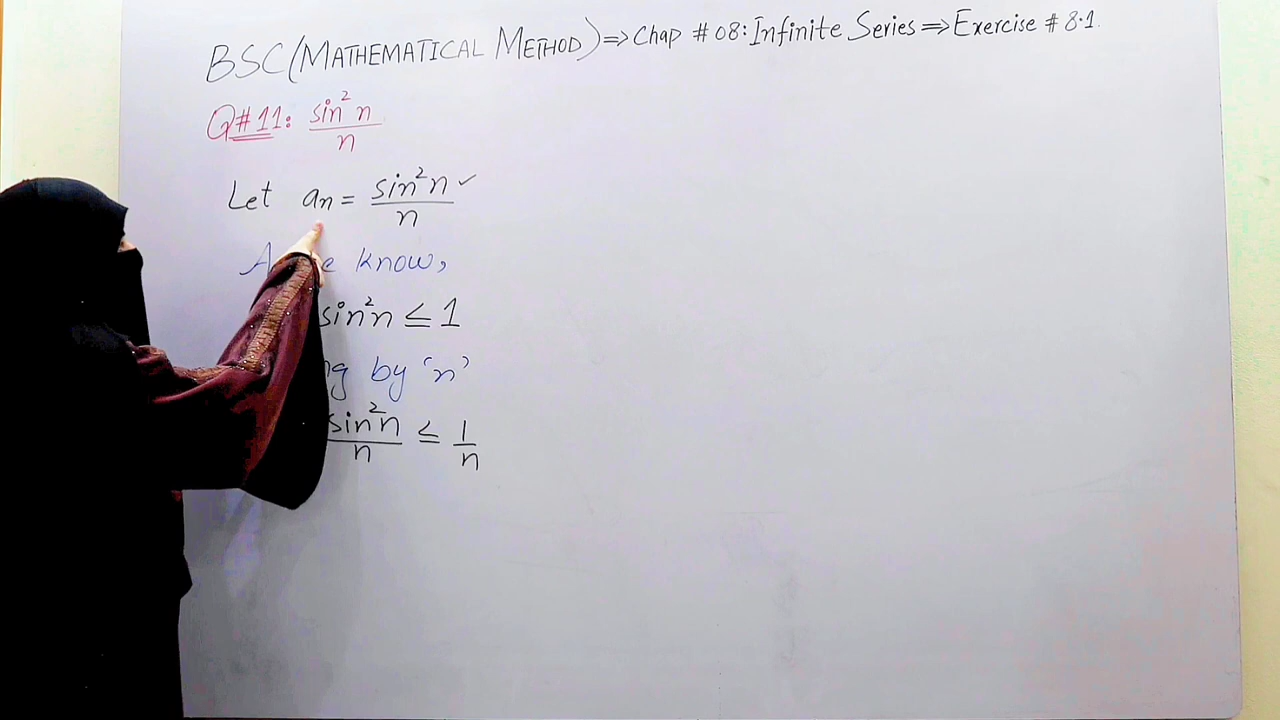 BSC(MATHEMATICAL METHOD)⇒Chap #08:Infinite Series⇒Exercise #8.1.
Q#11: sin²n/n
Let an = sin²n/n ✓
know,
sin²n ≤ 1
by 'n'
sin²n/n ≤ 1/n